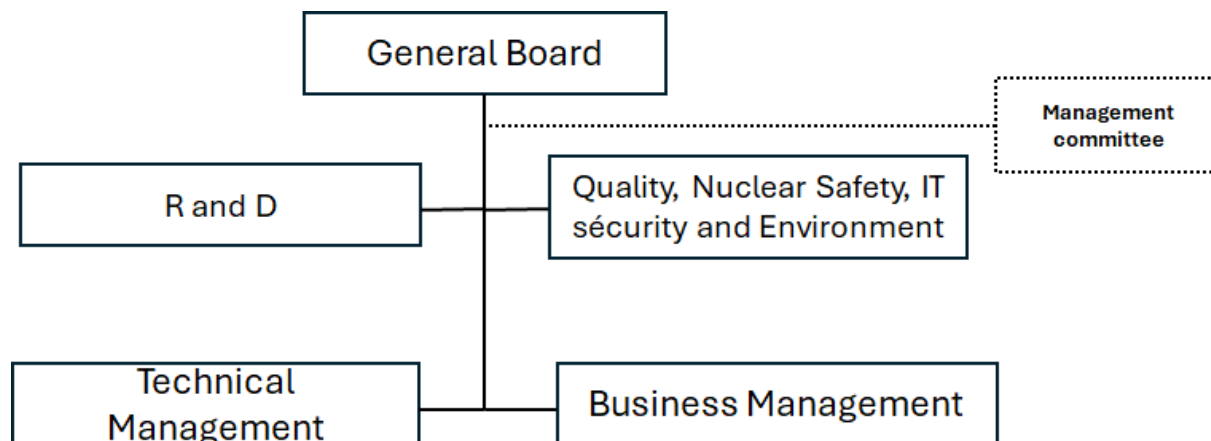 General Board
Management
committee
R and D
Quality, Nuclear Safety, IT
sécurity and Environment
Technical
Management
Business Management